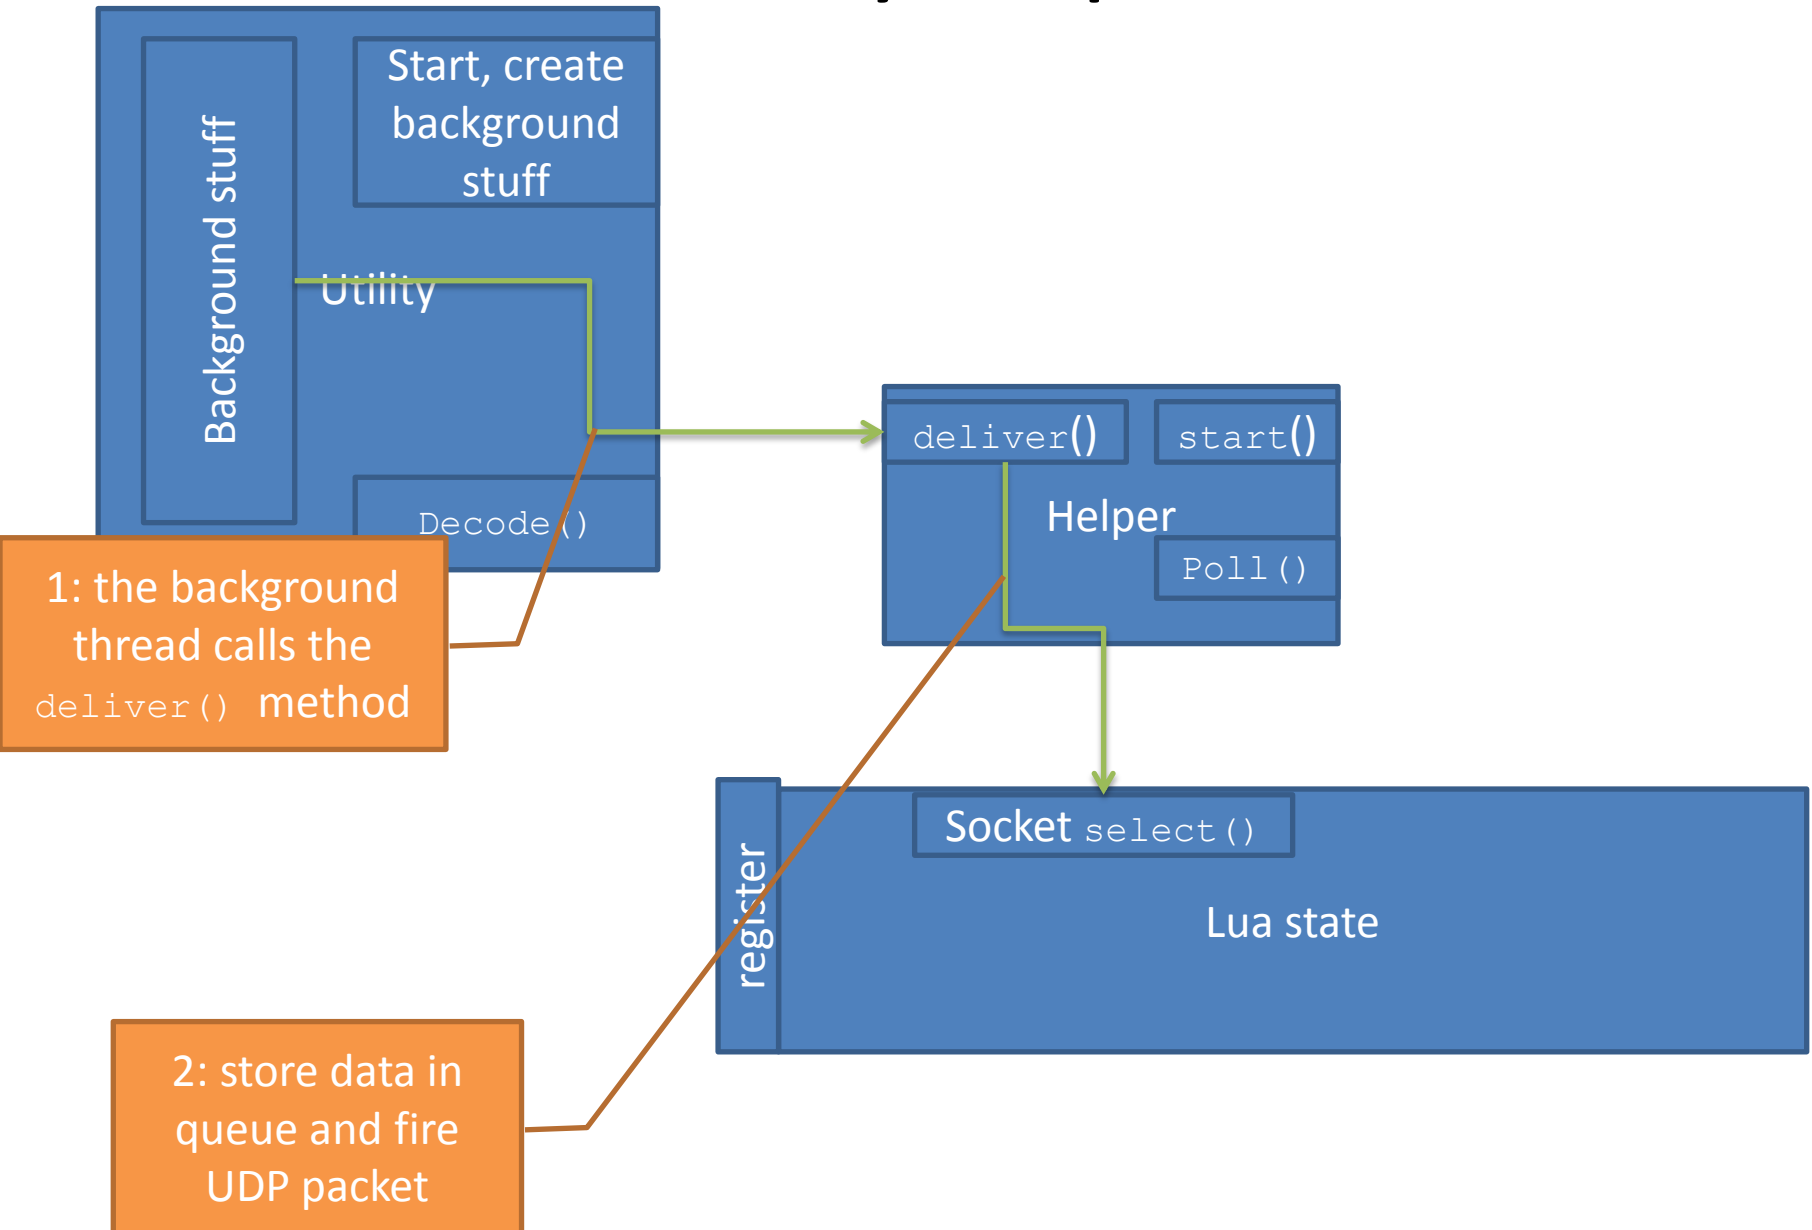 Start, create
background
stuff
Background stuff
Utility
Decode()
deliver()
start()
Helper
Poll()
1: the background
thread calls the
deliver() method
Socket select()
register
Lua state
2: store data in
queue and fire
UDP packet